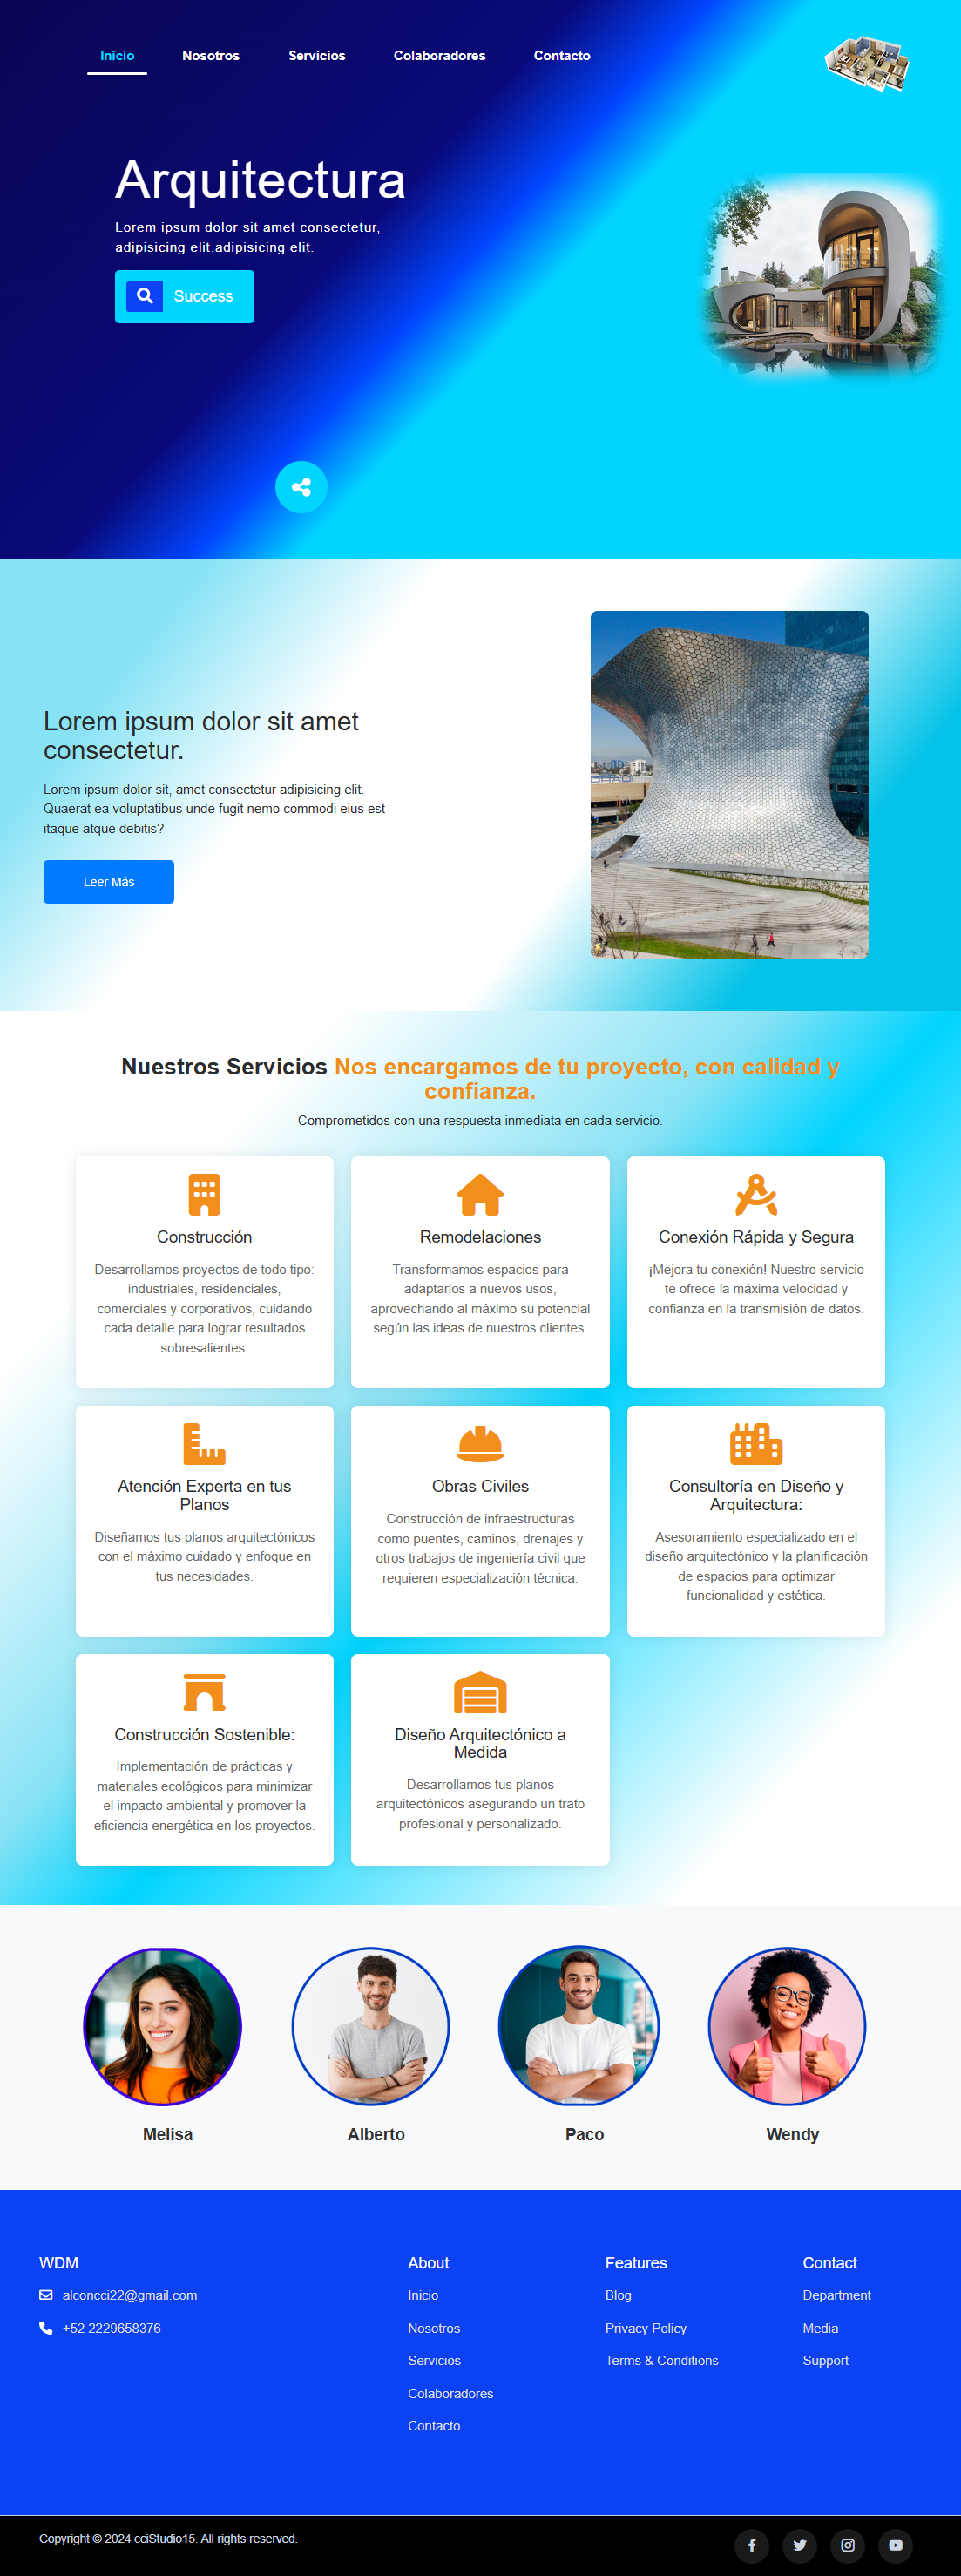 Inicio
Nosotros
Servicios
Colaboradores
Contacto
Arquitectura
Lorem ipsum dolor sit amet consectetur,
adipisicing elit.adipisicing elit.
Success
Lorem ipsum dolor sit amet
consectetur.
Lorem ipsum dolor sit, amet consectetur adipisicing elit.
Quaerat ea voluptatibus unde fugit nemo commodi eius est
itaque atque debitis?
Leer Más
Nuestros Servicios Nos encargamos de tu proyecto, con calidad y
confianza.
Comprometidos con una respuesta inmediata en cada servicio.
Construcción
Desarrollamos proyectos de todo tipo:
industriales, residenciales,
comerciales y corporativos, cuidando
cada detalle para lograr resultados
sobresalientes.
Remodelaciones
Transformamos espacios para
adaptarlos a nuevos usos,
aprovechando al máximo su potencial
según las ideas de nuestros clientes.
Conexión Rápida y Segura
¡Mejora tu conexión! Nuestro servicio
te ofrece la máxima velocidad y
confianza en la transmisión de datos.
Atención Experta en tus
Planos
Diseñamos tus planos arquitectónicos
con el máximo cuidado y enfoque en
tus necesidades.
Obras Civiles
Construcción de infraestructuras
como puentes, caminos, drenajes y
otros trabajos de ingeniería civil que
requieren especialización técnica.
Consultoría en Diseño y
Arquitectura:
Asesoramiento especializado en el
diseño arquitectónico y la planificación
de espacios para optimizar
funcionalidad y estética.
Construcción Sostenible:
Implementación de prácticas y
materiales ecológicos para minimizar
el impacto ambiental y promover la
eficiencia energética en los proyectos.
Diseño Arquitectónico a
Medida
Desarrollamos tus planos
arquitectónicos asegurando un trato
profesional y personalizado.
Melisa
Alberto
Paco
Wendy
WDM
alconcci22@gmail.com
+52 2229658376
About
Inicio
Nosotros
Servicios
Colaboradores
Contacto
Features
Blog
Privacy Policy
Terms & Conditions
Contact
Department
Media
Support
Copyright © 2024 cciStudio15. All rights reserved.